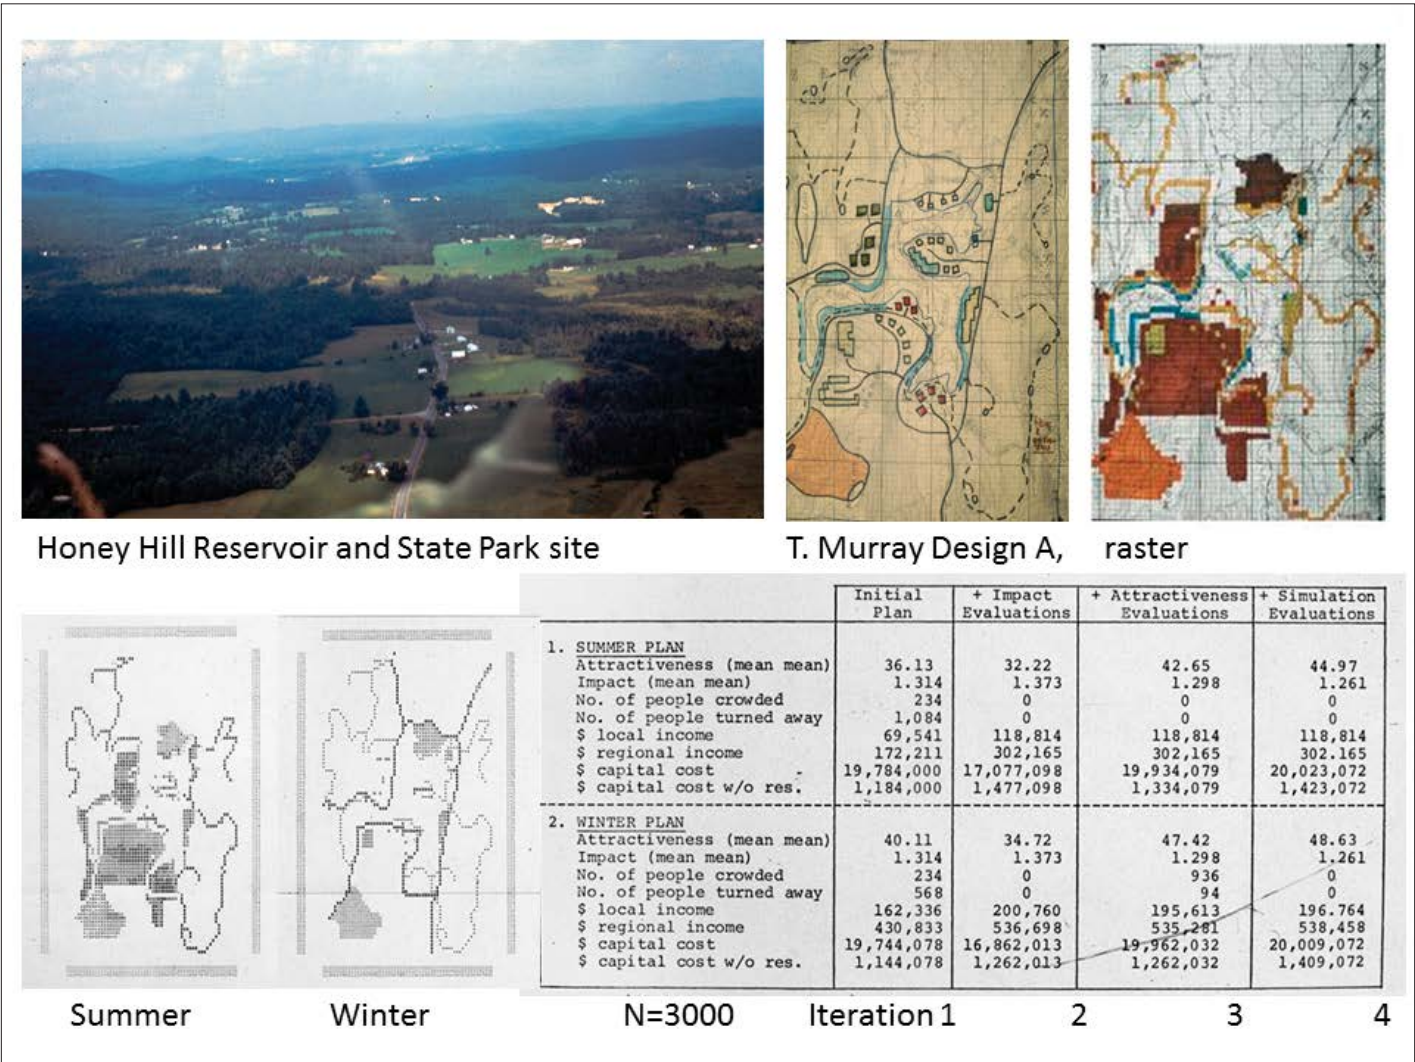 Honey Hill Reservoir and State Park site
T. Murray Design A, raster
Initial Plan + Impact Evaluations + Attractiveness Evaluations + Simulation Evaluations
1. SUMMER PLAN
Attractiveness (mean mean) 36.13 32.22 42.65 44.97
Impact (mean mean) 1.314 1.373 1.298 1.261
No. of people crowded 234 0 0 0
No. of people turned away 1,084 0 0 0
$ local income 69,541 118,814 118,814 118,814
$ regional income 172,211 302,165 302,165 302.165
$ capital cost 19,784,000 17,077,098 19,934,079 20,023,072
$ capital cost w/o res. 1,184,000 1,477,098 1,334,079 1,423,072
2. WINTER PLAN
Attractiveness (mean mean) 40.11 34.72 47.42 48.63
Impact (mean mean) 1.314 1.373 1.298 1.261
No. of people crowded 234 0 936 0
No. of people turned away 568 0 94 0
$ local income 162,336 200,760 195,613 196.764
$ regional income 430,833 536,698 535,281 538,458
$ capital cost 19,744,078 16,862,013 19,962,032 20,009,072
$ capital cost w/o res. 1,144,078 1,262,013 1,262,032 1,409,072
Summer Winter N=3000 Iteration 1 2 3 4